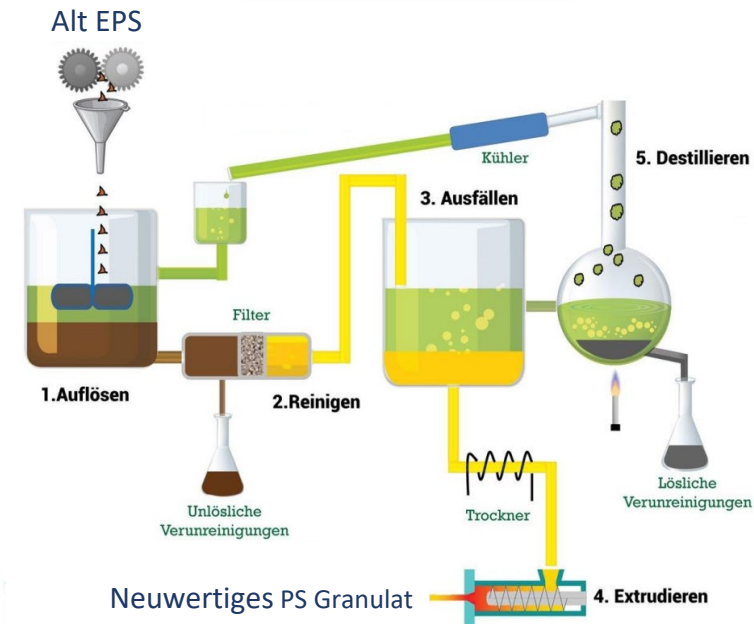 Alt EPS
Kühler
5. Destillieren
3. Ausfällen
Filter
1.Auflösen
2.Reinigen
Unlösliche
Verunreinigungen
Trockner
Lösliche
Verunreinigungen
Neuwertiges PS Granulat
4. Extrudieren